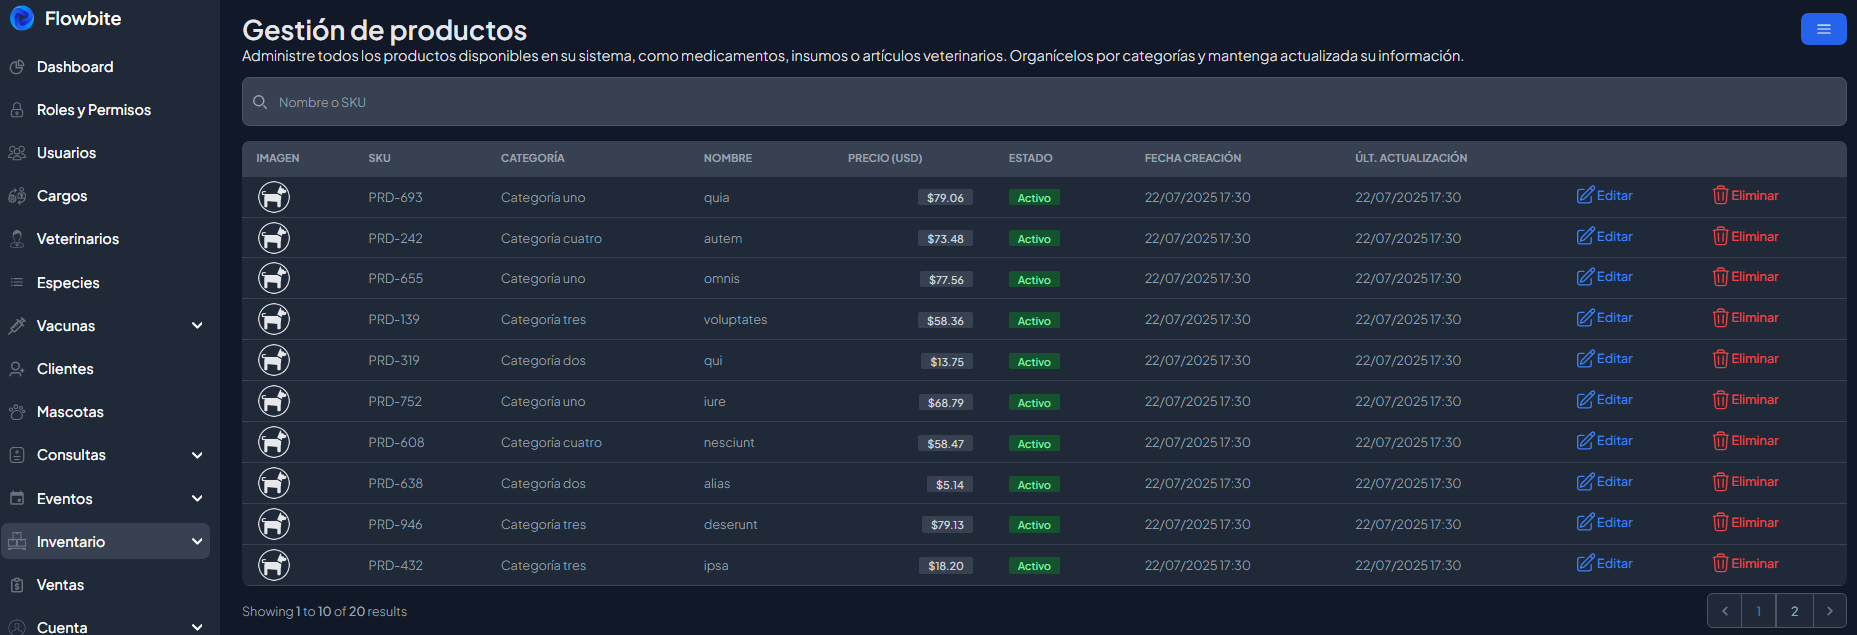 Flowbite
Dashboard
Roles y Permisos
Usuarios
Cargos
Veterinarios
Especies
Vacunas
Clientes
Mascotas
Consultas
Eventos
Inventario
Ventas
Cuenta
Gestión de productos
Administre todos los productos disponibles en su sistema, como medicamentos, insumos o artículos veterinarios. Organícelos por categorías y mantenga actualizada su información.
Nombre o SKU
IMAGEN SKU CATEGORÍA NOMBRE PRECIO (USD) ESTADO FECHA CREACIÓN ÚLT. ACTUALIZACIÓN
PRD-693 Categoría uno quia $79.06 Activo 22/07/2025 17:30 22/07/2025 17:30 Editar Eliminar
PRD-242 Categoría cuatro autem $73.48 Activo 22/07/2025 17:30 22/07/2025 17:30 Editar Eliminar
PRD-655 Categoría uno omnis $77.56 Activo 22/07/2025 17:30 22/07/2025 17:30 Editar Eliminar
PRD-139 Categoría tres voluptates $58.36 Activo 22/07/2025 17:30 22/07/2025 17:30 Editar Eliminar
PRD-319 Categoría dos qui $13.75 Activo 22/07/2025 17:30 22/07/2025 17:30 Editar Eliminar
PRD-752 Categoría uno iure $68.79 Activo 22/07/2025 17:30 22/07/2025 17:30 Editar Eliminar
PRD-608 Categoría cuatro nesciunt $58.47 Activo 22/07/2025 17:30 22/07/2025 17:30 Editar Eliminar
PRD-638 Categoría dos alias $5.14 Activo 22/07/2025 17:30 22/07/2025 17:30 Editar Eliminar
PRD-946 Categoría tres deserunt $79.13 Activo 22/07/2025 17:30 22/07/2025 17:30 Editar Eliminar
PRD-432 Categoría tres ipsa $18.20 Activo 22/07/2025 17:30 22/07/2025 17:30 Editar Eliminar
Showing 1 to 10 of 20 results
1 2